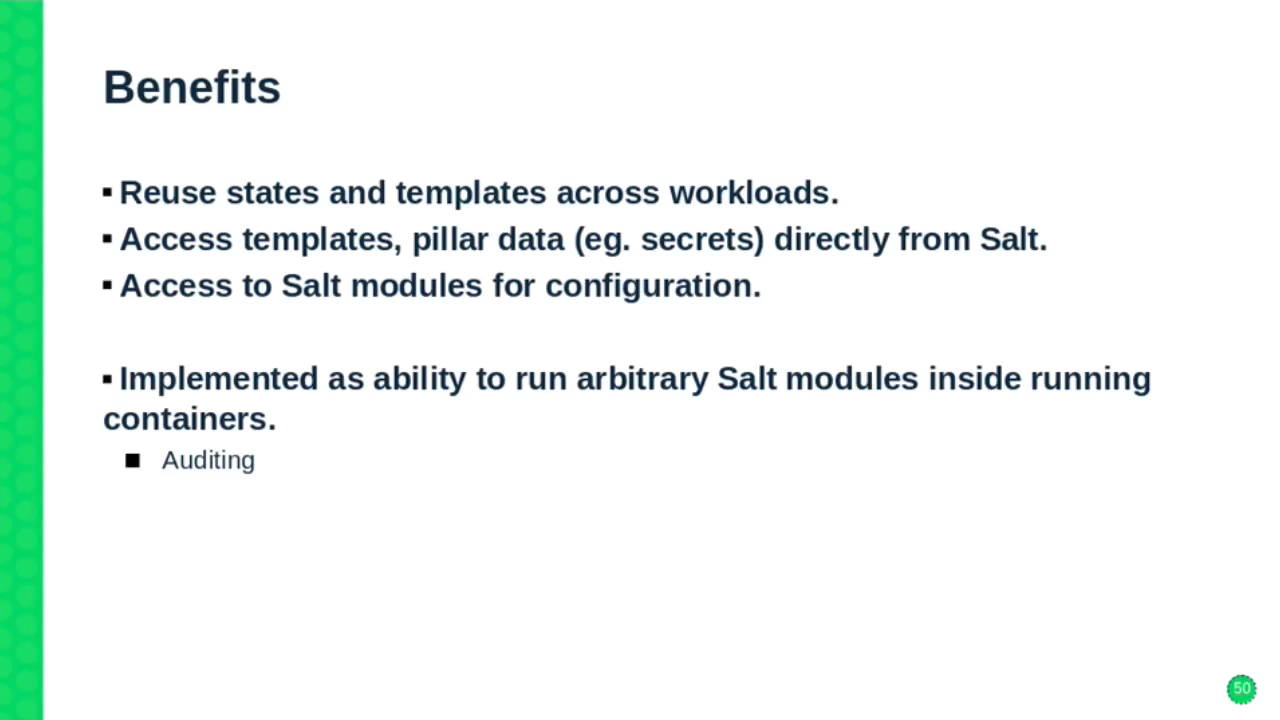 Benefits
▪ Reuse states and templates across workloads.
▪ Access templates, pillar data (eg. secrets) directly from Salt.
▪ Access to Salt modules for configuration.
▪ Implemented as ability to run arbitrary Salt modules inside running
containers.
■ Auditing
50